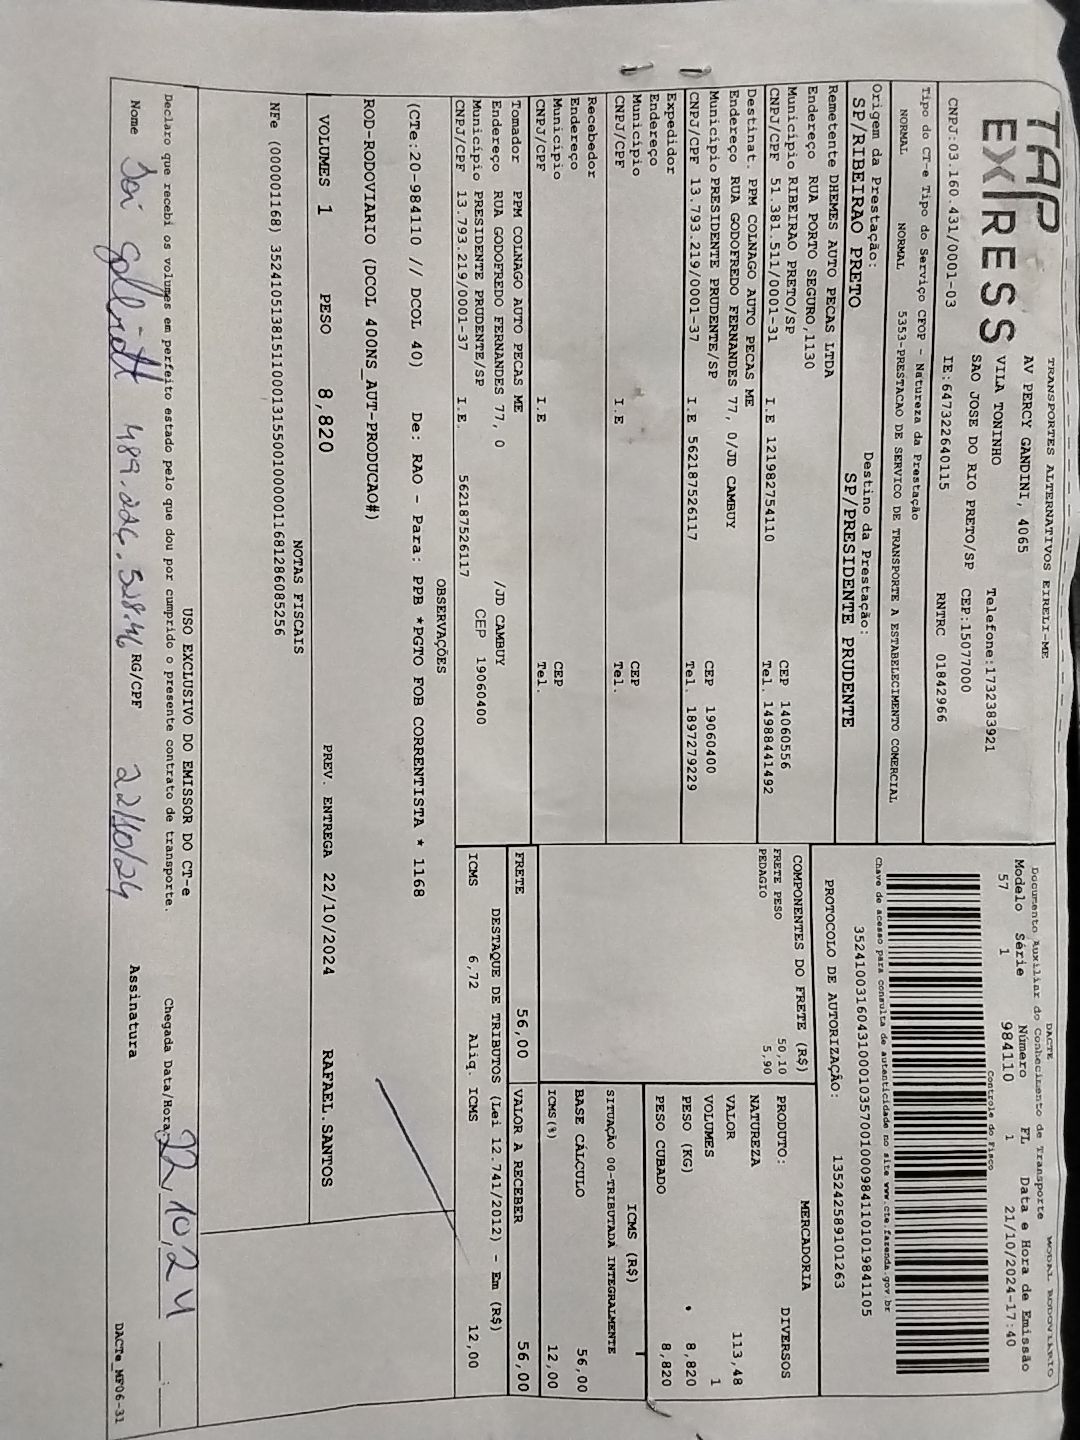 TAP EXPRESS
TRANSPORTES ALTERNATIVOS EIRELI-ME
AV PERCY GANDINI, 4065
VILA TONINHO Telefone:1732383921
SAO JOSE DO RIO PRETO/SP CEP:15077000
CNPJ:03.160.431/0001-03 IE:647322640115 RNTRC 01842966
DACTE MODAL RODOVIARIO
Documento Auxiliar do Conhecimento de Transporte
Modelo Série Número FL Data e Hora de Emissão
57 1 984110 1 21/10/2024-17:40
Controle do Fisco
Chave de acesso para consulta de autenticidade no site www.cte.fazenda.gov.br
35241003160431000103570010009841101019841105
PROTOCOLO DE AUTORIZAÇÃO: 135242589101263
Tipo do CT-e Tipo do Serviço CFOP - Natureza da Prestação
NORMAL NORMAL 5353-PRESTACAO DE SERVICO DE TRANSPORTE A ESTABELECIMENTO COMERCIAL
Origem da Prestação: Destino da Prestação:
SP/RIBEIRAO PRETO SP/PRESIDENTE PRUDENTE
Remetente DHEMES AUTO PECAS LTDA
Endereço RUA PORTO SEGURO,1130
Município RIBEIRAO PRETO/SP CEP 14060556
CNPJ/CPF 51.381.511/0001-31 I.E 121982754110 Tel. 14988441492
Destinat. PPM COLNAGO AUTO PECAS ME
Endereço RUA GODOFREDO FERNANDES 77, 0/JD CAMBUY
Município PRESIDENTE PRUDENTE/SP CEP 19060400
CNPJ/CPF 13.793.219/0001-37 I.E 562187526117 Tel. 1897279229
Expedidor
Endereço
Município CEP
CNPJ/CPF I.E Tel.
Recebedor
Endereço
Município CEP
CNPJ/CPF I.E Tel.
Tomador PPM COLNAGO AUTO PECAS ME
Endereço RUA GODOFREDO FERNANDES 77, 0 /JD CAMBUY
Município PRESIDENTE PRUDENTE/SP CEP 19060400
CNPJ/CPF 13.793.219/0001-37 I.E. 562187526117
COMPONENTES DO FRETE (R$)
FRETE PESO 50,10
PEDAGIO 5,90
MERCADORIA
PRODUTO: DIVERSOS
NATUREZA
VALOR 113,48
VOLUMES 1
PESO (KG) 8,820
PESO CUBADO 8,820
ICMS (R$)
SITUAÇÃO 00-TRIBUTADA INTEGRALMENTE
BASE CÁLCULO 56,00
ICMS(%) 12,00
FRETE 56,00 VALOR A RECEBER 56,00
DESTAQUE DE TRIBUTOS (Lei 12.741/2012) - Em (R$)
ICMS 6,72 Aliq. ICMS 12,00
OBSERVAÇÕES
(CTe:20-984110 // DCOL 40) De: RAO - Para: PPB *PGTO FOB CORRENTISTA * 1168
ROD-RODOVIARIO (DCOL 400NS_AUT-PRODUCAO#)
VOLUMES 1 PESO 8,820 PREV. ENTREGA 22/10/2024 RAFAEL.SANTOS
NOTAS FISCAIS
NFe (000001168) 35241051381511000131550010000011681286085256
USO EXCLUSIVO DO EMISSOR DO CT-e
Declaro que recebi os volumes em perfeito estado pelo que dou por cumprido o presente contrato de transporte. Chegada Data/Hora: 22,10,24 :
Nome 489.224.528.46 RG/CPF 22/10/24 Assinatura
DACTe_MF06-31